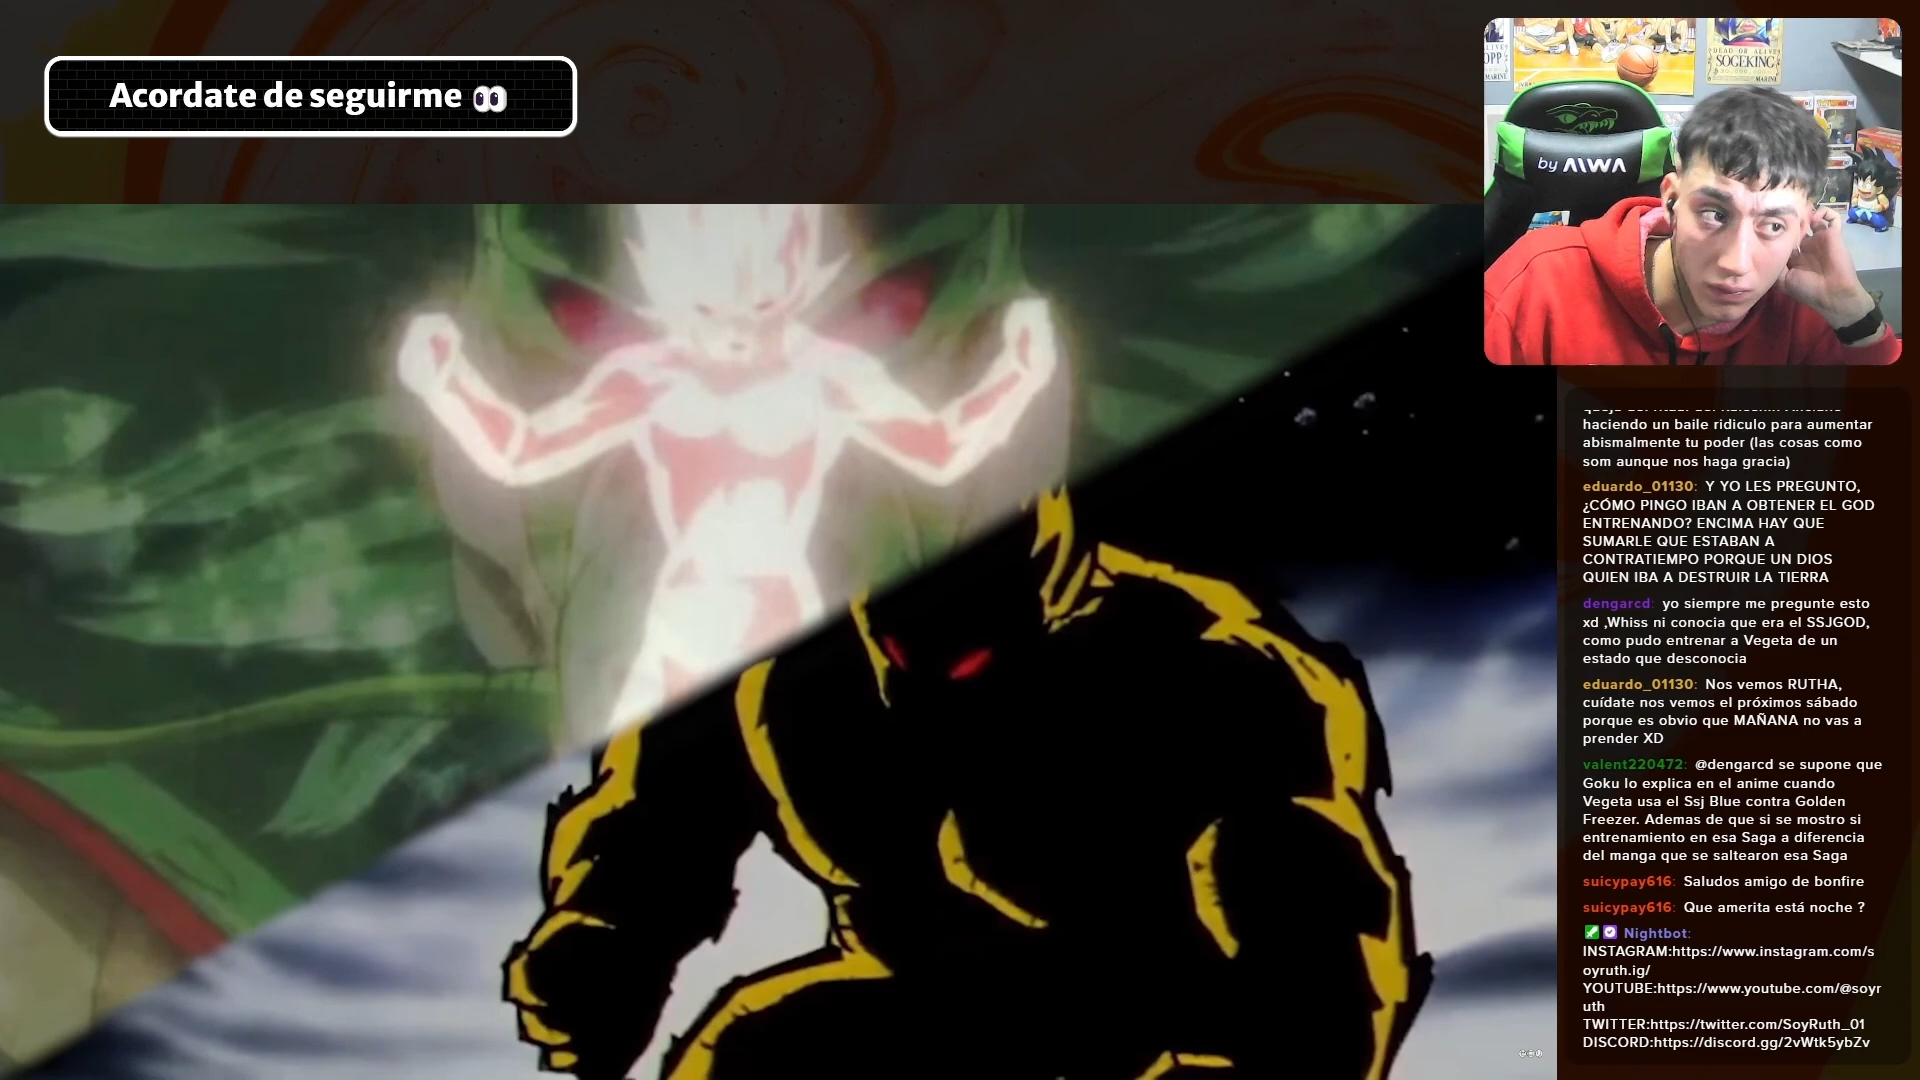 Acordate de seguirme 👀
DEAD OR ALIVE
SOGEKING
MARINE
by AIWA
haciendo un baile ridiculo para aumentar
abismalmente tu poder (las cosas como
som aunque nos haga gracia)
eduardo_01130: Y YO LES PREGUNTO,
¿CÓMO PINGO IBAN A OBTENER EL GOD
ENTRENANDO? ENCIMA HAY QUE
SUMARLE QUE ESTABAN A
CONTRATIEMPO PORQUE UN DIOS
QUIEN IBA A DESTRUIR LA TIERRA
dengarcd: yo siempre me pregunte esto
xd ,Whiss ni conocia que era el SSJGOD,
como pudo entrenar a Vegeta de un
estado que desconocia
eduardo_01130: Nos vemos RUTHA,
cuídate nos vemos el próximos sábado
porque es obvio que MAÑANA no vas a
prender XD
valent220472: @dengarcd se supone que
Goku lo explica en el anime cuando
Vegeta usa el Ssj Blue contra Golden
Freezer. Ademas de que si se mostro si
entrenamiento en esa Saga a diferencia
del manga que se saltearon esa Saga
suicypay616: Saludos amigo de bonfire
suicypay616: Que amerita está noche ?
Nightbot:
INSTAGRAM:https://www.instagram.com/s
oyruth.ig/
YOUTUBE:https://www.youtube.com/@soyr
uth
TWITTER:https://twitter.com/SoyRuth_01
DISCORD:https://discord.gg/2vWtk5ybZv